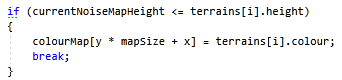 if (currentNoiseMapHeight <= terrains[i].height)
{
    colourMap[y * mapSize + x] = terrains[i].colour;
    break;
}